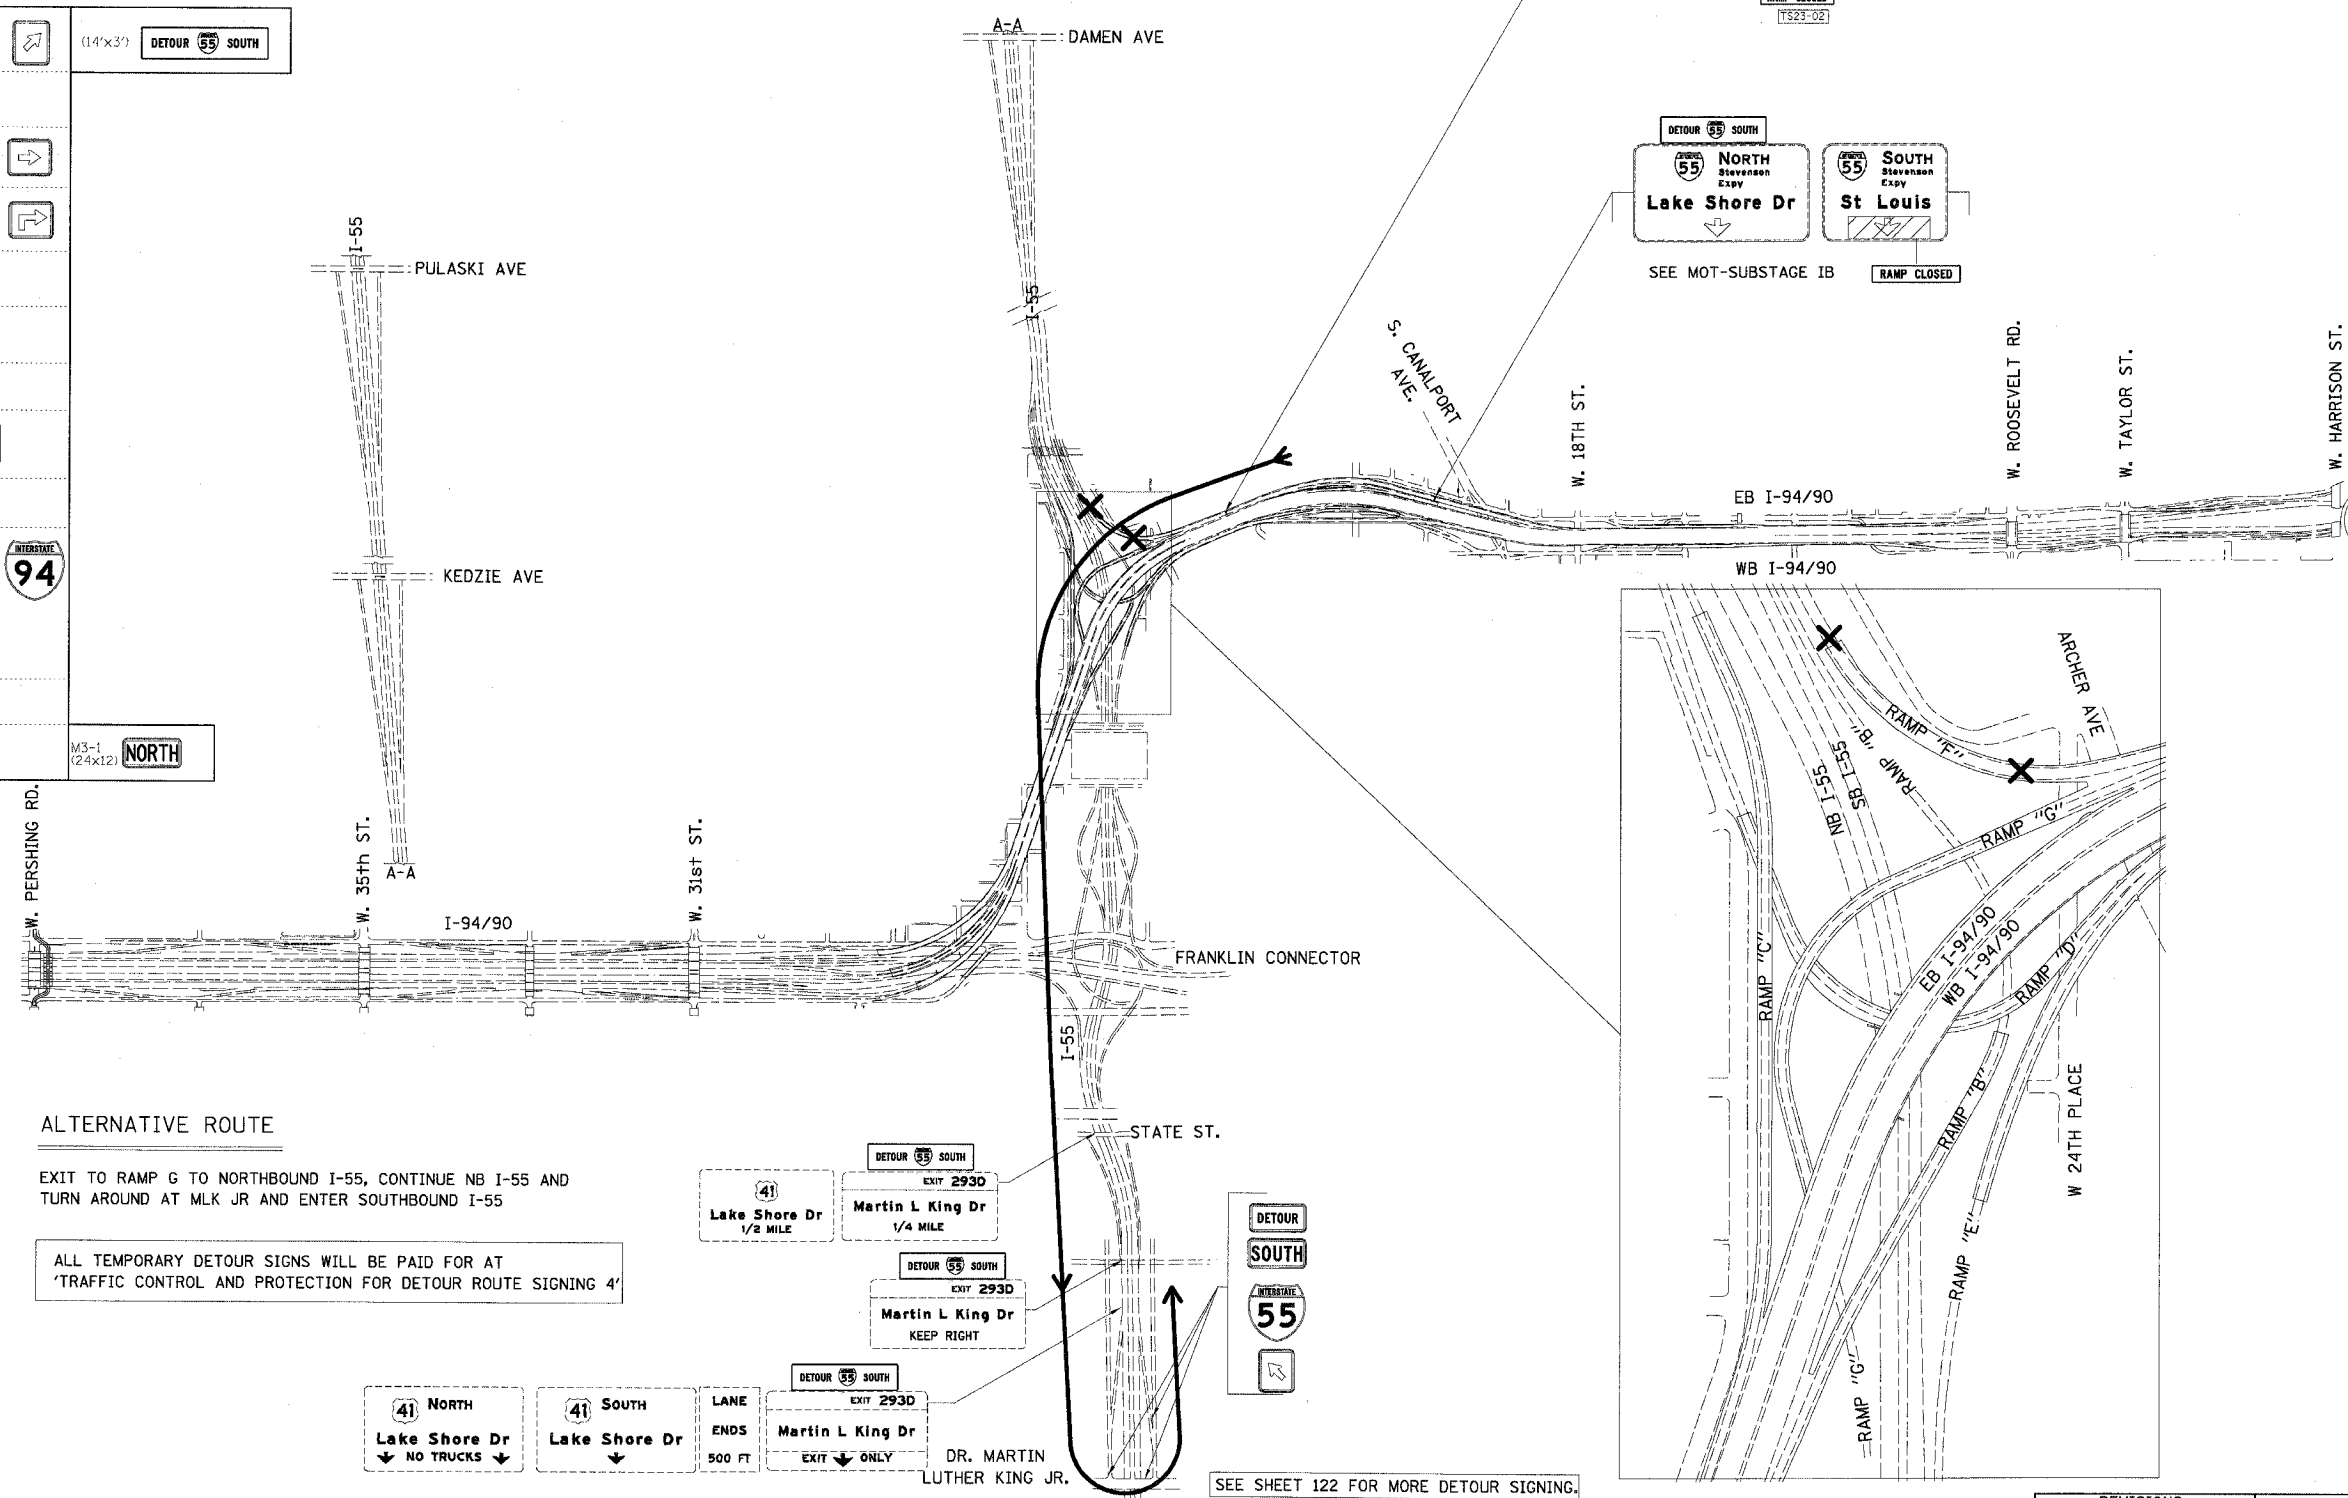 (14'x3')
DETOUR 55 SOUTH
A-A
DAMEN AVE
TS23-02
DETOUR 55 SOUTH
INTERSTATE 55 NORTH
Stevenson
Expy
Lake Shore Dr
INTERSTATE 55 SOUTH
Stevenson
Expy
St Louis
SEE MOT-SUBSTAGE IB
RAMP CLOSED
I-55
PULASKI AVE
I-55
S. CANALPORT
AVE.
W. 18TH ST.
W. ROOSEVELT RD.
W. TAYLOR ST.
W. HARRISON ST.
EB I-94/90
WB I-94/90
INTERSTATE
94
KEDZIE AVE
M3-1
(24x12)
NORTH
W. PERSHING RD.
W. 35th ST.
A-A
W. 31st ST.
I-94/90
FRANKLIN CONNECTOR
I-55
STATE ST.
ARCHER AVE
RAMP "F"
RAMP "B"
SB I-55
NB I-55
RAMP "G"
RAMP "C"
EB I-94/90
WB I-94/90
RAMP "D"
RAMP "B"
W 24TH PLACE
RAMP "E"
RAMP "G"
ALTERNATIVE ROUTE
EXIT TO RAMP G TO NORTHBOUND I-55, CONTINUE NB I-55 AND
TURN AROUND AT MLK JR AND ENTER SOUTHBOUND I-55
ALL TEMPORARY DETOUR SIGNS WILL BE PAID FOR AT
'TRAFFIC CONTROL AND PROTECTION FOR DETOUR ROUTE SIGNING 4'
41
Lake Shore Dr
1/2 MILE
DETOUR 55 SOUTH
EXIT 293D
Martin L King Dr
1/4 MILE
DETOUR 55 SOUTH
EXIT 293D
Martin L King Dr
KEEP RIGHT
DETOUR
SOUTH
INTERSTATE
55
41 NORTH
Lake Shore Dr
NO TRUCKS
41 SOUTH
Lake Shore Dr
LANE
ENDS
500 FT
DETOUR 55 SOUTH
EXIT 293D
Martin L King Dr
EXIT ONLY
DR. MARTIN
LUTHER KING JR.
SEE SHEET 122 FOR MORE DETOUR SIGNING.